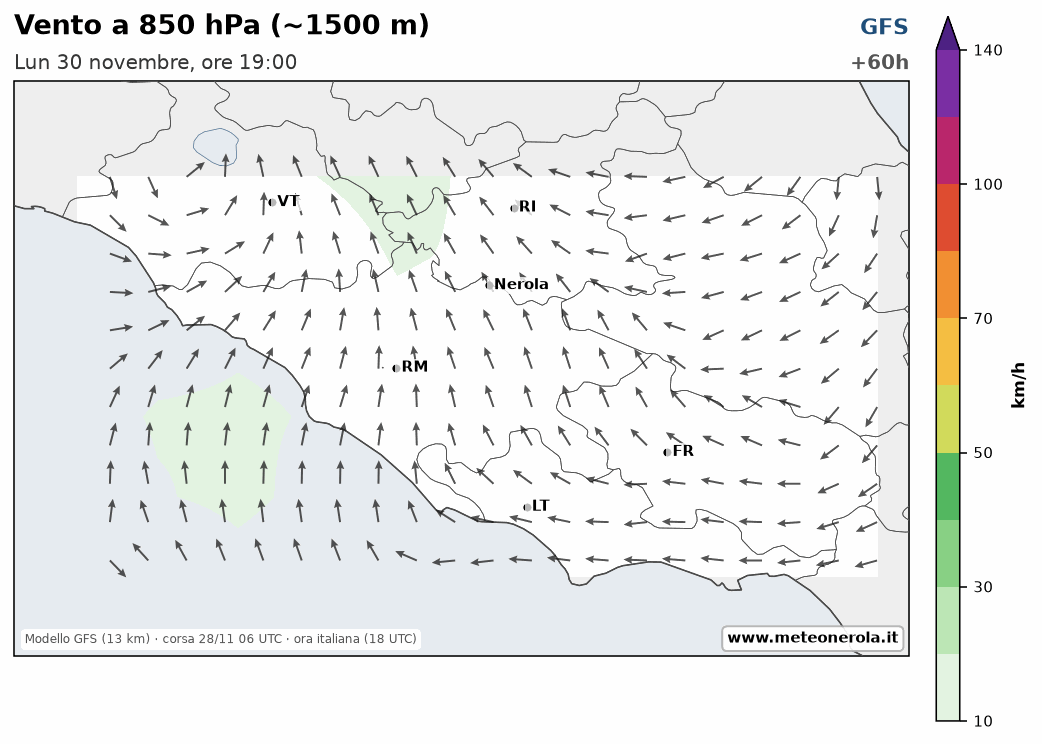 Vento a 850 hPa (~1500 m)
GFS
Lun 30 novembre, ore 19:00
+60h
VT
RI
Nerola
RM
FR
LT
Modello GFS (13 km) · corsa 28/11 06 UTC · ora italiana (18 UTC)
www.meteonerola.it
140
100
70
50
30
10
km/h